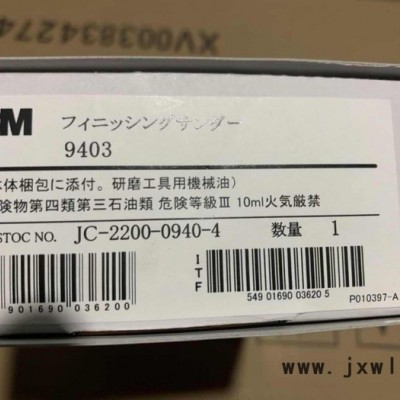 XV003834274
M フィニッシングサンダー
9403
体梱包に添付。研磨工具用機械油）
険物第四類第三石油類 危険等級Ⅲ 10ml火気厳禁
STOC NO. JC-2200-0940-4 数量 1
ITF
901690 036200
549 01690 03620 5
P010397-A
www.jxwl